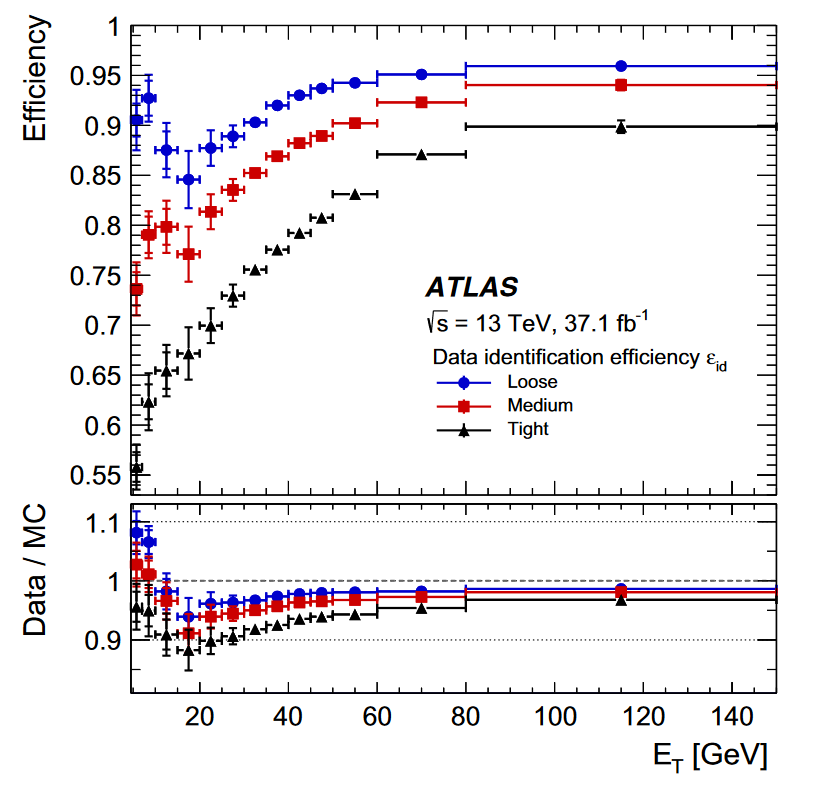 Efficiency
1
0.95
0.9
0.85
0.8
0.75
0.7
0.65
0.6
0.55
ATLAS
√s = 13 TeV, 37.1 fb⁻¹
Data identification efficiency ε_id
Loose
Medium
Tight
Data / MC
1.1
1
0.9
20 40 60 80 100 120 140
E_T [GeV]